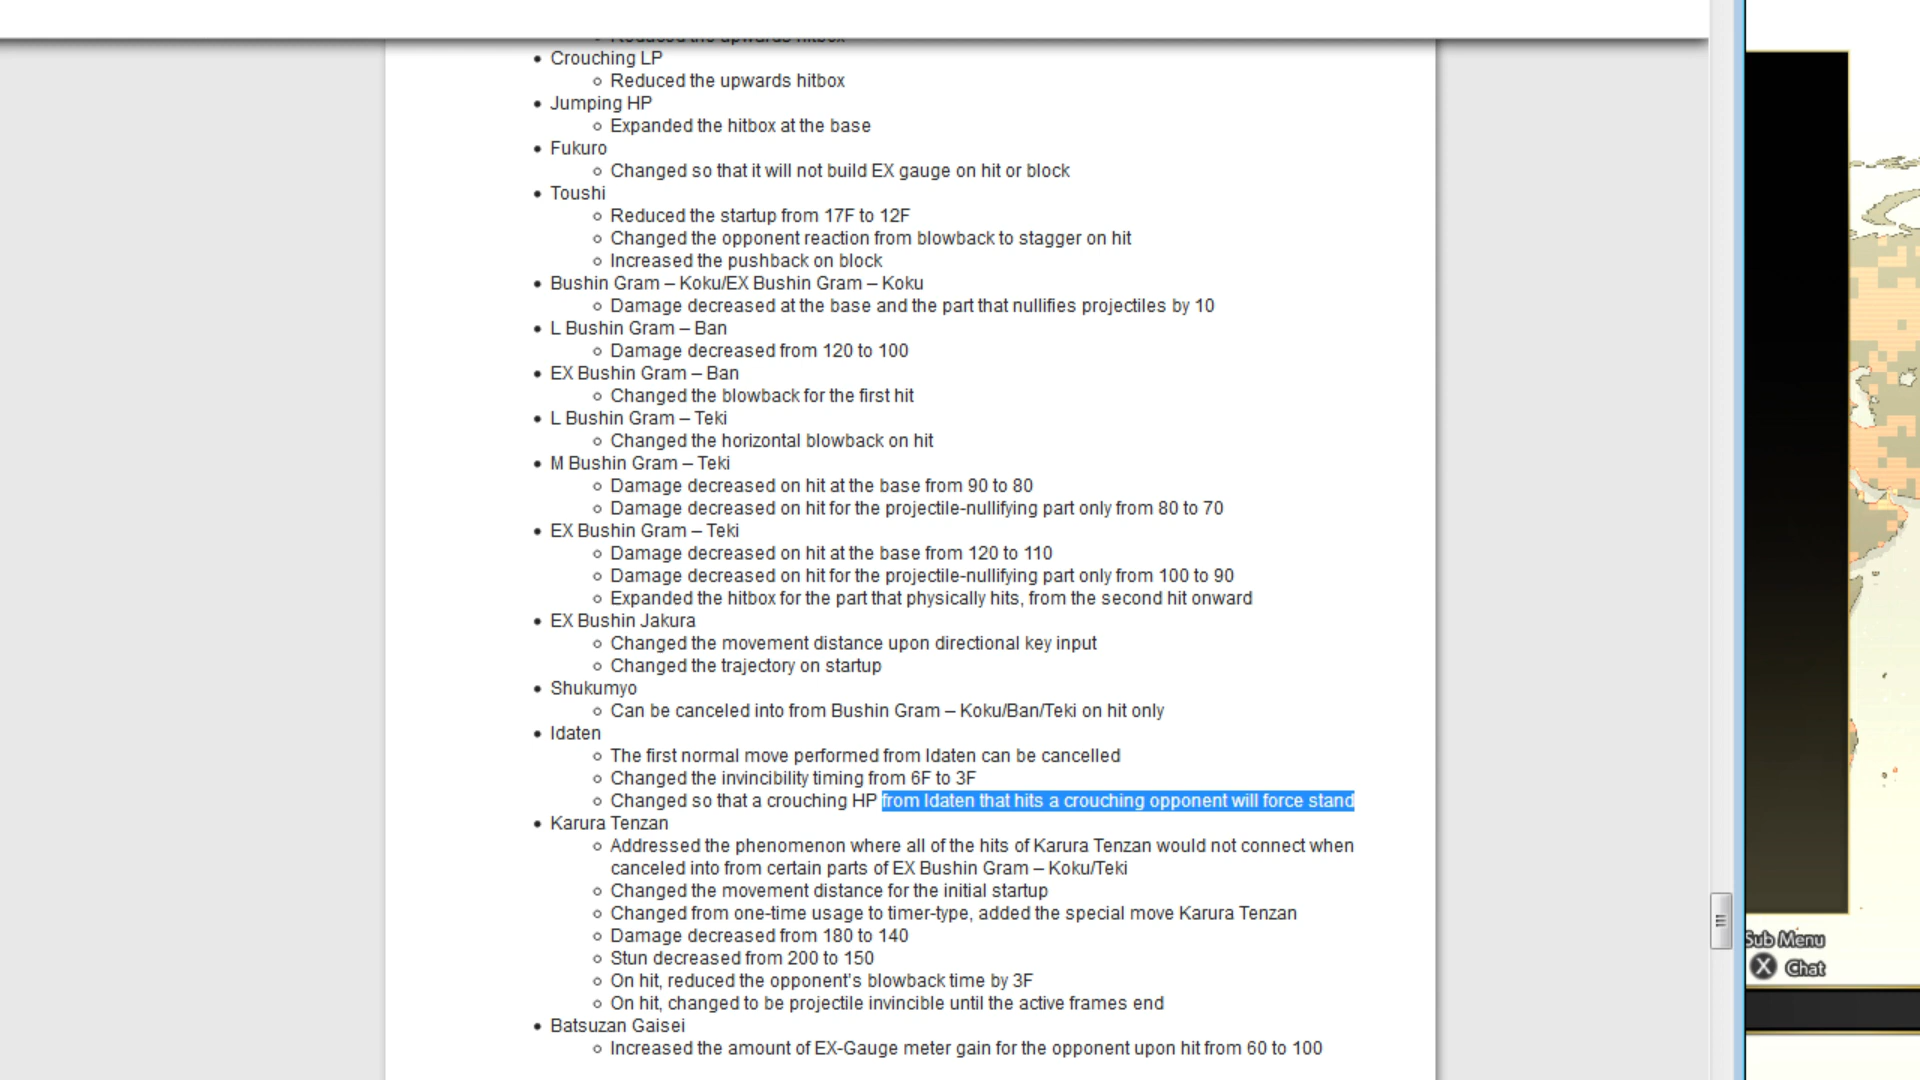 Reduced the upwards hitbox
• Crouching LP
○ Reduced the upwards hitbox
• Jumping HP
○ Expanded the hitbox at the base
• Fukuro
○ Changed so that it will not build EX gauge on hit or block
• Toushi
○ Reduced the startup from 17F to 12F
○ Changed the opponent reaction from blowback to stagger on hit
○ Increased the pushback on block
• Bushin Gram – Koku/EX Bushin Gram – Koku
○ Damage decreased at the base and the part that nullifies projectiles by 10
• L Bushin Gram – Ban
○ Damage decreased from 120 to 100
• EX Bushin Gram – Ban
○ Changed the blowback for the first hit
• L Bushin Gram – Teki
○ Changed the horizontal blowback on hit
• M Bushin Gram – Teki
○ Damage decreased on hit at the base from 90 to 80
○ Damage decreased on hit for the projectile-nullifying part only from 80 to 70
• EX Bushin Gram – Teki
○ Damage decreased on hit at the base from 120 to 110
○ Damage decreased on hit for the projectile-nullifying part only from 100 to 90
○ Expanded the hitbox for the part that physically hits, from the second hit onward
• EX Bushin Jakura
○ Changed the movement distance upon directional key input
○ Changed the trajectory on startup
• Shukumyo
○ Can be canceled into from Bushin Gram – Koku/Ban/Teki on hit only
• Idaten
○ The first normal move performed from Idaten can be cancelled
○ Changed the invincibility timing from 6F to 3F
○ Changed so that a crouching HP from Idaten that hits a crouching opponent will force stand
• Karura Tenzan
○ Addressed the phenomenon where all of the hits of Karura Tenzan would not connect when
canceled into from certain parts of EX Bushin Gram – Koku/Teki
○ Changed the movement distance for the initial startup
○ Changed from one-time usage to timer-type, added the special move Karura Tenzan
○ Damage decreased from 180 to 140
○ Stun decreased from 200 to 150
○ On hit, reduced the opponent's blowback time by 3F
○ On hit, changed to be projectile invincible until the active frames end
• Batsuzan Gaisei
○ Increased the amount of EX-Gauge meter gain for the opponent upon hit from 60 to 100
Sub Menu
X Chat